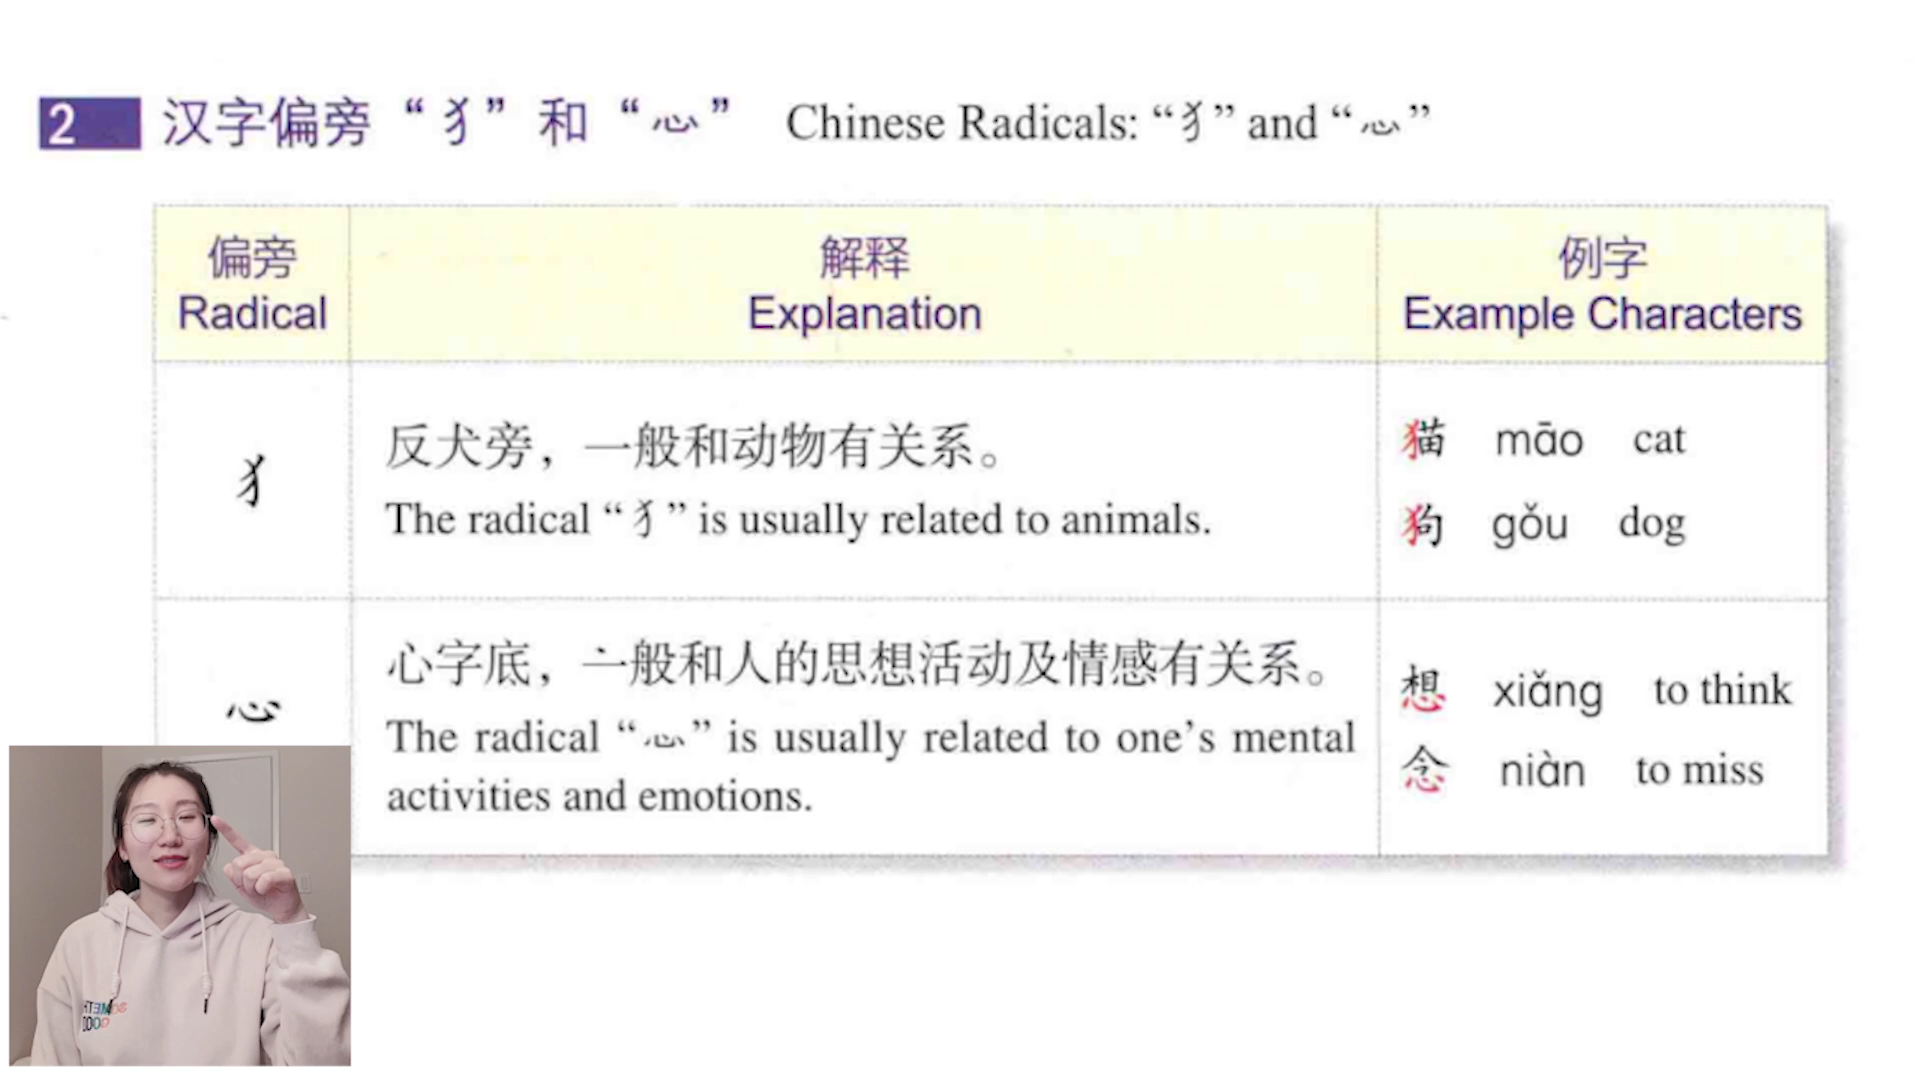 2 汉字偏旁“犭”和“心” Chinese Radicals: “犭” and “心”
偏旁 解释 例字
Radical Explanation Example Characters
犭
反犬旁，一般和动物有关系。
The radical “犭” is usually related to animals.
猫 māo cat
狗 gǒu dog
心
心字底，一般和人的思想活动及情感有关系。
The radical “心” is usually related to one’s mental
activities and emotions.
想 xiǎng to think
念 niàn to miss